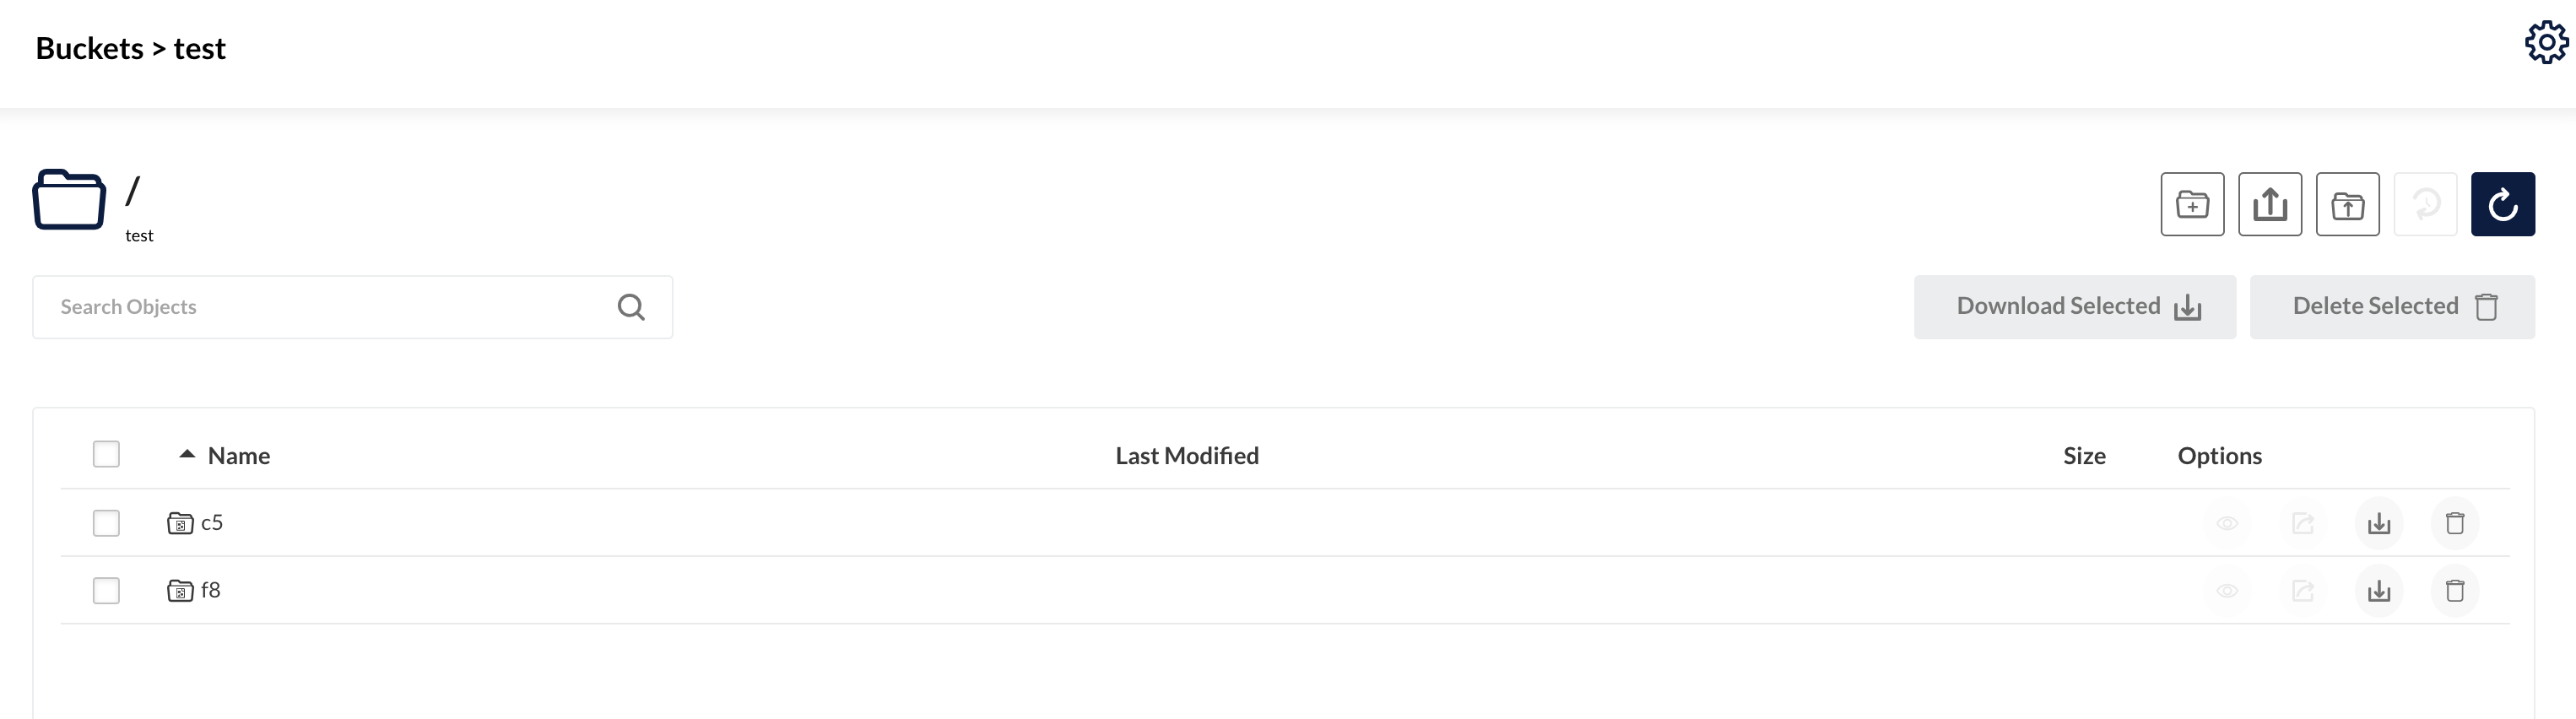 Buckets > test
/
test
Search Objects
Download Selected
Delete Selected
Name Last Modified Size Options
c5
f8